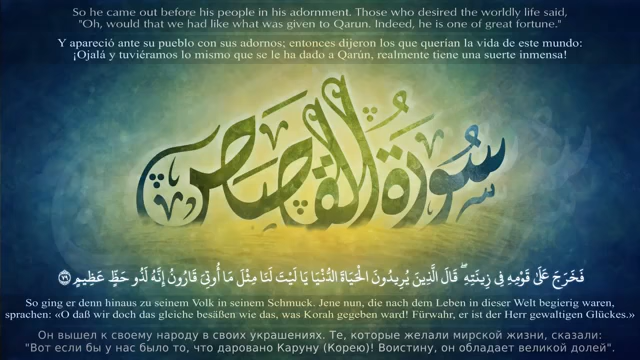 So he came out before his people in his adornment. Those who desired the worldly life said,
"Oh, would that we had like what was given to Qarun. Indeed, he is one of great fortune."
Y apareció ante su pueblo con sus adornos; entonces dijeron los que querían la vida de este mundo:
¡Ojalá y tuviéramos lo mismo que se le ha dado a Qarún, realmente tiene una suerte inmensa!
سُورَةُ القَصَص
فَخَرَجَ عَلَىٰ قَوْمِهِ فِي زِينَتِهِ ۖ قَالَ الَّذِينَ يُرِيدُونَ الْحَيَاةَ الدُّنْيَا يَا لَيْتَ لَنَا مِثْلَ مَا أُوتِيَ قَارُونُ إِنَّهُ لَذُو حَظٍّ عَظِيمٍ ﴿٧٩﴾
So ging er denn hinaus zu seinem Volk in seinem Schmuck. Jene nun, die nach dem Leben in dieser Welt begierig waren,
sprachen: «O daß wir doch das gleiche besäßen wie das, was Korah gegeben ward! Fürwahr, er ist der Herr gewaltigen Glückes.»
Он вышел к своему народу в своих украшениях. Те, которые желали мирской жизни, сказали:
"Вот если бы у нас было то, что даровано Каруну (Корею)! Воистину, он обладает великой долей".